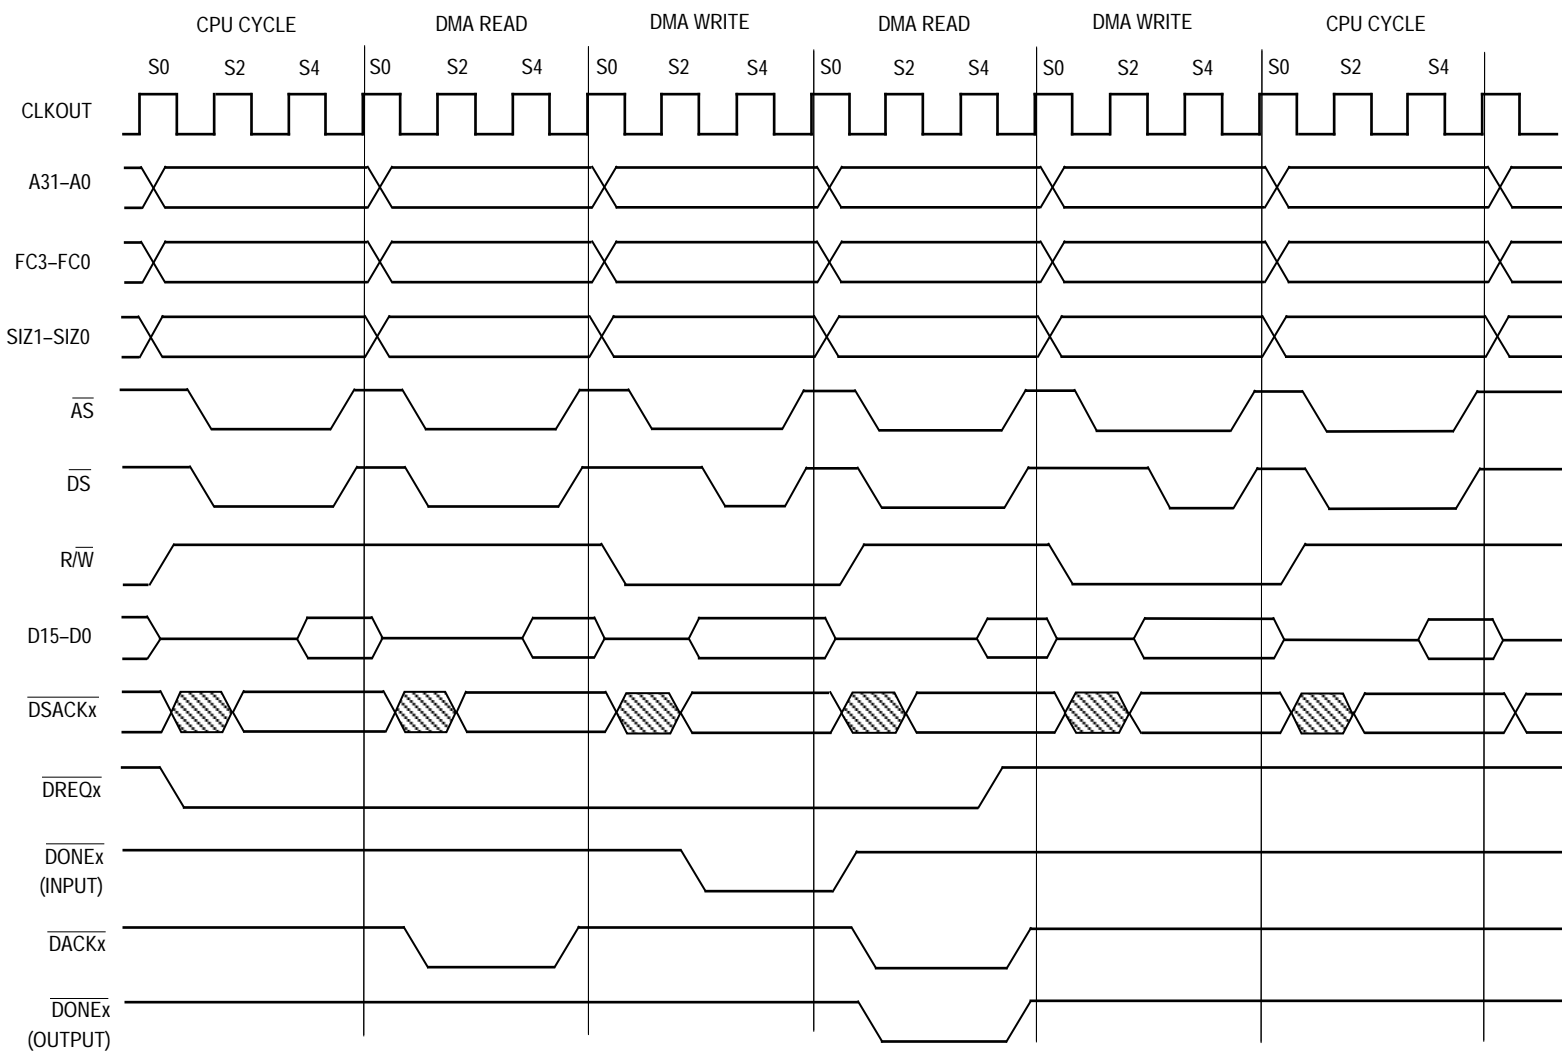 CPU CYCLE DMA READ DMA WRITE DMA READ DMA WRITE CPU CYCLE
S0 S2 S4 S0 S2 S4 S0 S2 S4 S0 S2 S4 S0 S2 S4 S0 S2 S4
CLKOUT
A31–A0
FC3–FC0
SIZ1–SIZ0
AS
DS
R/W
D15–D0
DSACKx
DREQx
DONEx
(INPUT)
DACKx
DONEx
(OUTPUT)